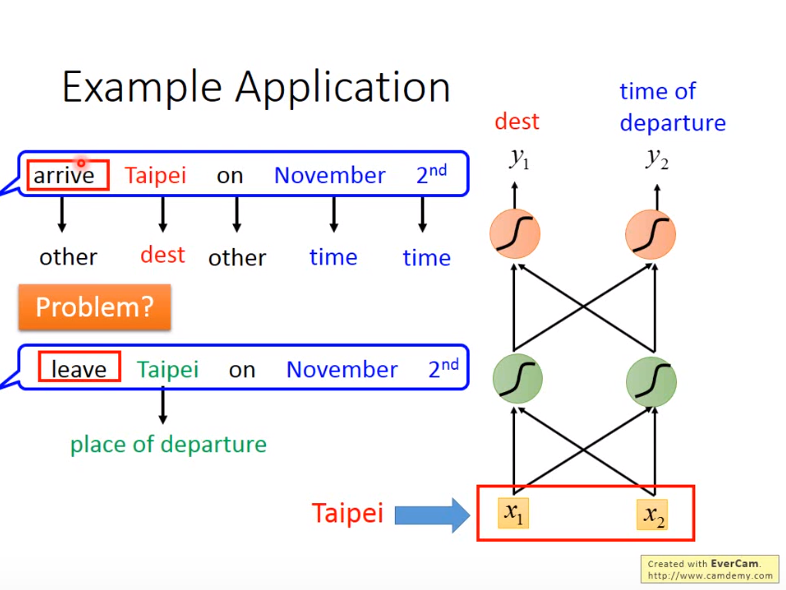 Example Application
dest
time of
departure
y1
y2
arrive Taipei on November 2nd
other dest other time time
Problem?
leave Taipei on November 2nd
place of departure
Taipei
x1
x2
Created with EverCam.
http://www.camdemy.com